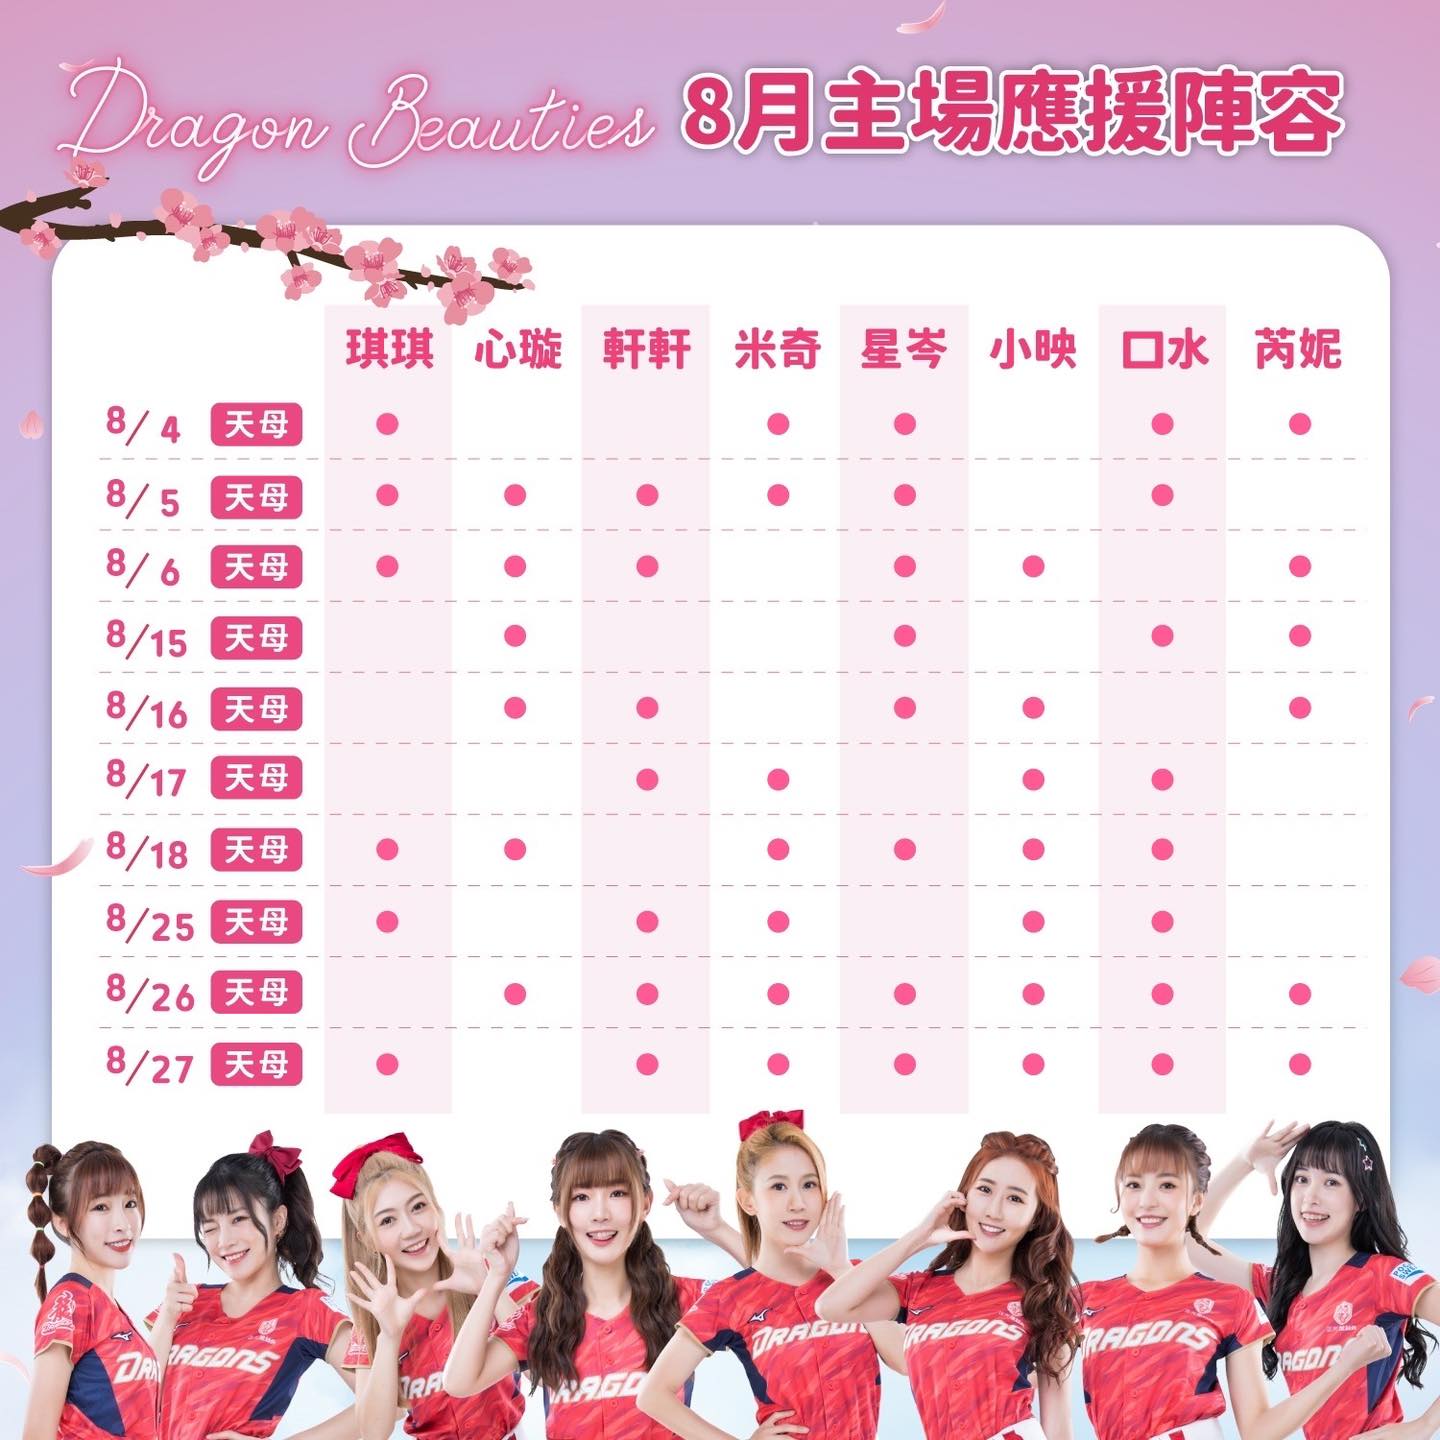 Dragon Beauties 8月主場應援陣容
琪琪 心璇 軒軒 米奇 星岑 小映 口水 芮妮
8/4 天母
8/5 天母
8/6 天母
8/15 天母
8/16 天母
8/17 天母
8/18 天母
8/25 天母
8/26 天母
8/27 天母
DRAGONS
DRAGONS
DRAGONS
DRAGONS
DRAGONS